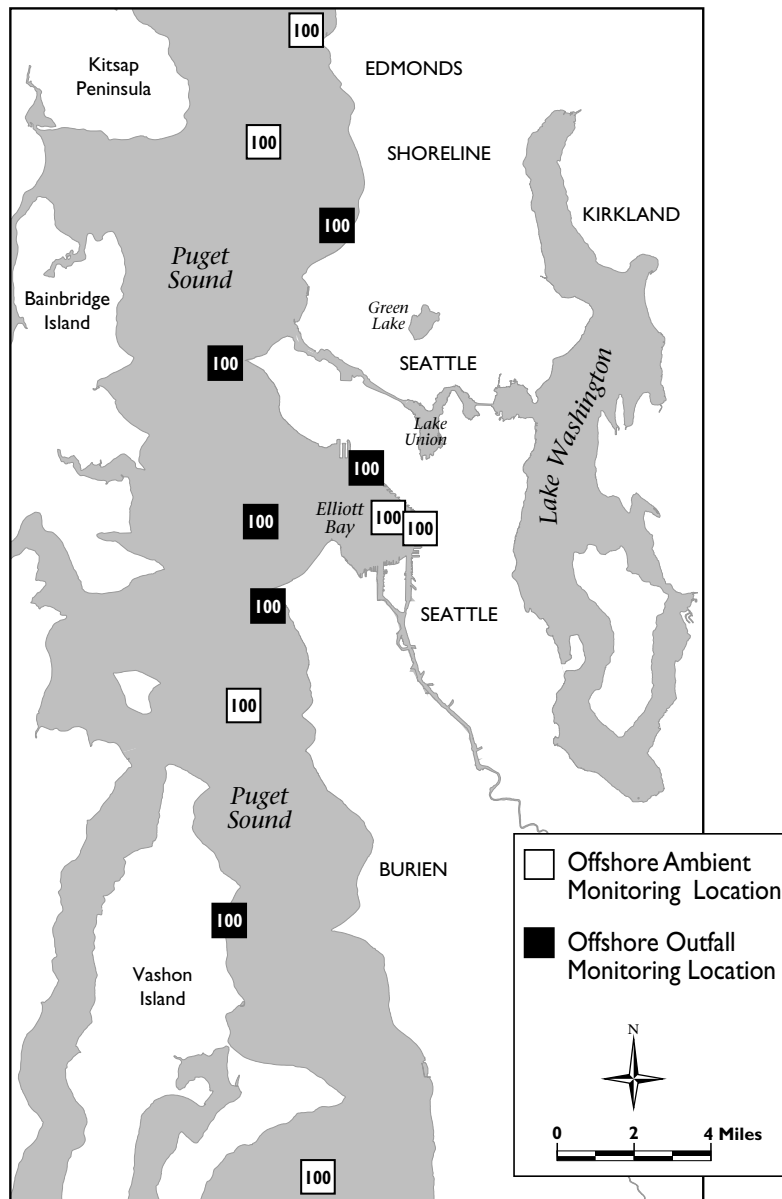 100
Kitsap
Peninsula
EDMONDS
100
SHORELINE
KIRKLAND
100
Puget
Sound
Bainbridge
Island
Green
Lake
100
SEATTLE
Lake Washington
Lake
Union
100
Elliott
Bay
100
100
100
100
SEATTLE
100
Puget
Sound
BURIEN
100
Vashon
Island
100
Offshore Ambient
Monitoring Location
Offshore Outfall
Monitoring Location
N
0 2 4 Miles